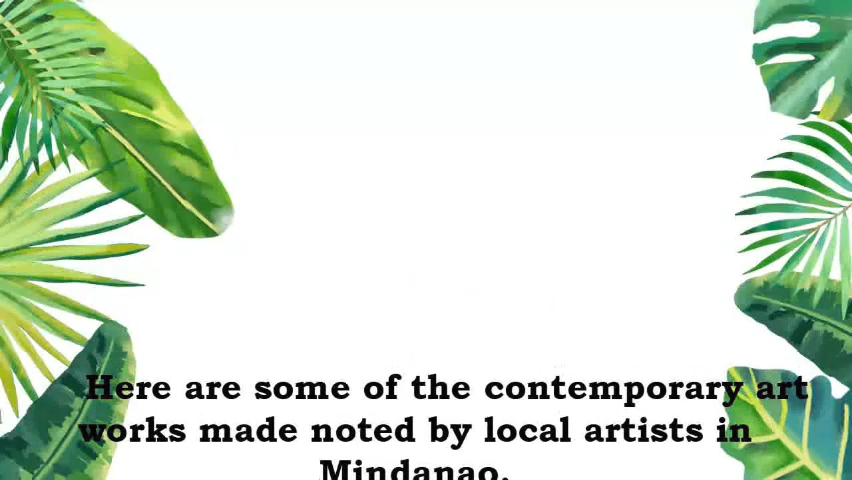 Here are some of the contemporary art
works made noted by local artists in
Mindanao.